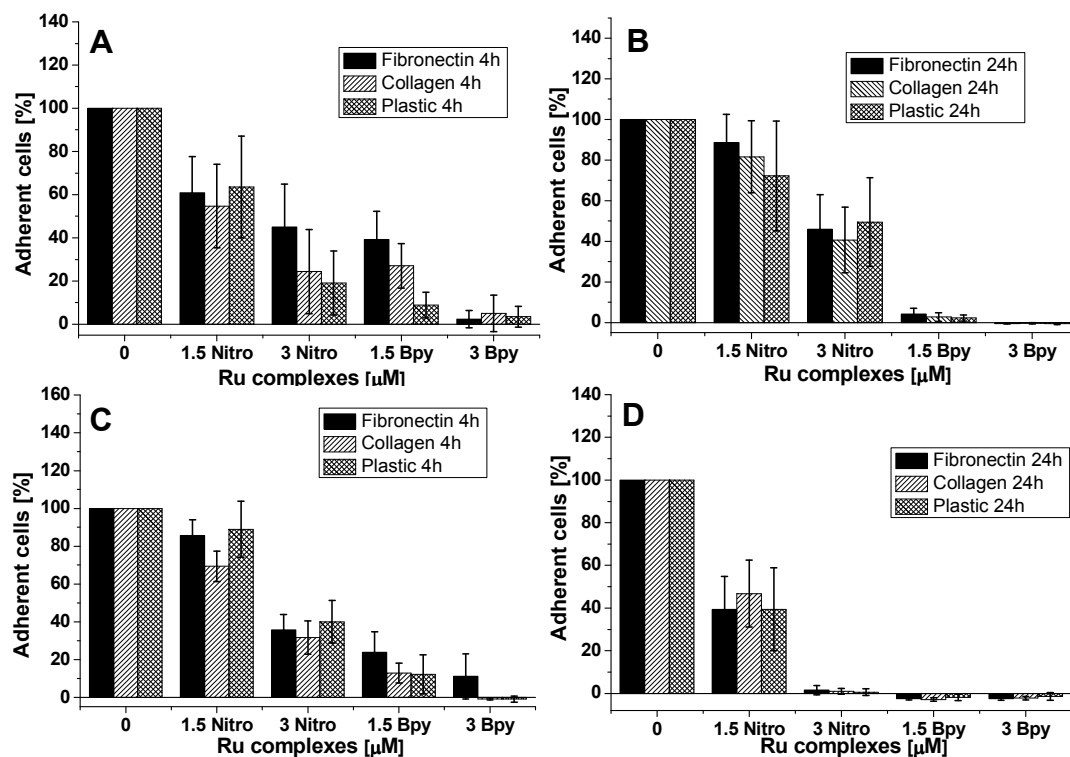 A
Fibronectin 4h
Collagen 4h
Plastic 4h
Adherent cells [%]
140
120
100
80
60
40
20
0
0 1.5 Nitro 3 Nitro 1.5 Bpy 3 Bpy
Ru complexes [µM]
B
Fibronectin 24h
Collagen 24h
Plastic 24h
Adherent cells [%]
140
120
100
80
60
40
20
0
0 1.5 Nitro 3 Nitro 1.5 Bpy 3 Bpy
Ru complexes [µM]
C
Fibronectin 4h
Collagen 4h
Plastic 4h
Adherent cells [%]
160
140
120
100
80
60
40
20
0
0 1.5 Nitro 3 Nitro 1.5 Bpy 3 Bpy
Ru complexes [µM]
D
Fibronectin 24h
Collagen 24h
Plastic 24h
Adherent cells [%]
140
120
100
80
60
40
20
0
0 1.5 Nitro 3 Nitro 1.5 Bpy 3 Bpy
Ru complexes [µM]